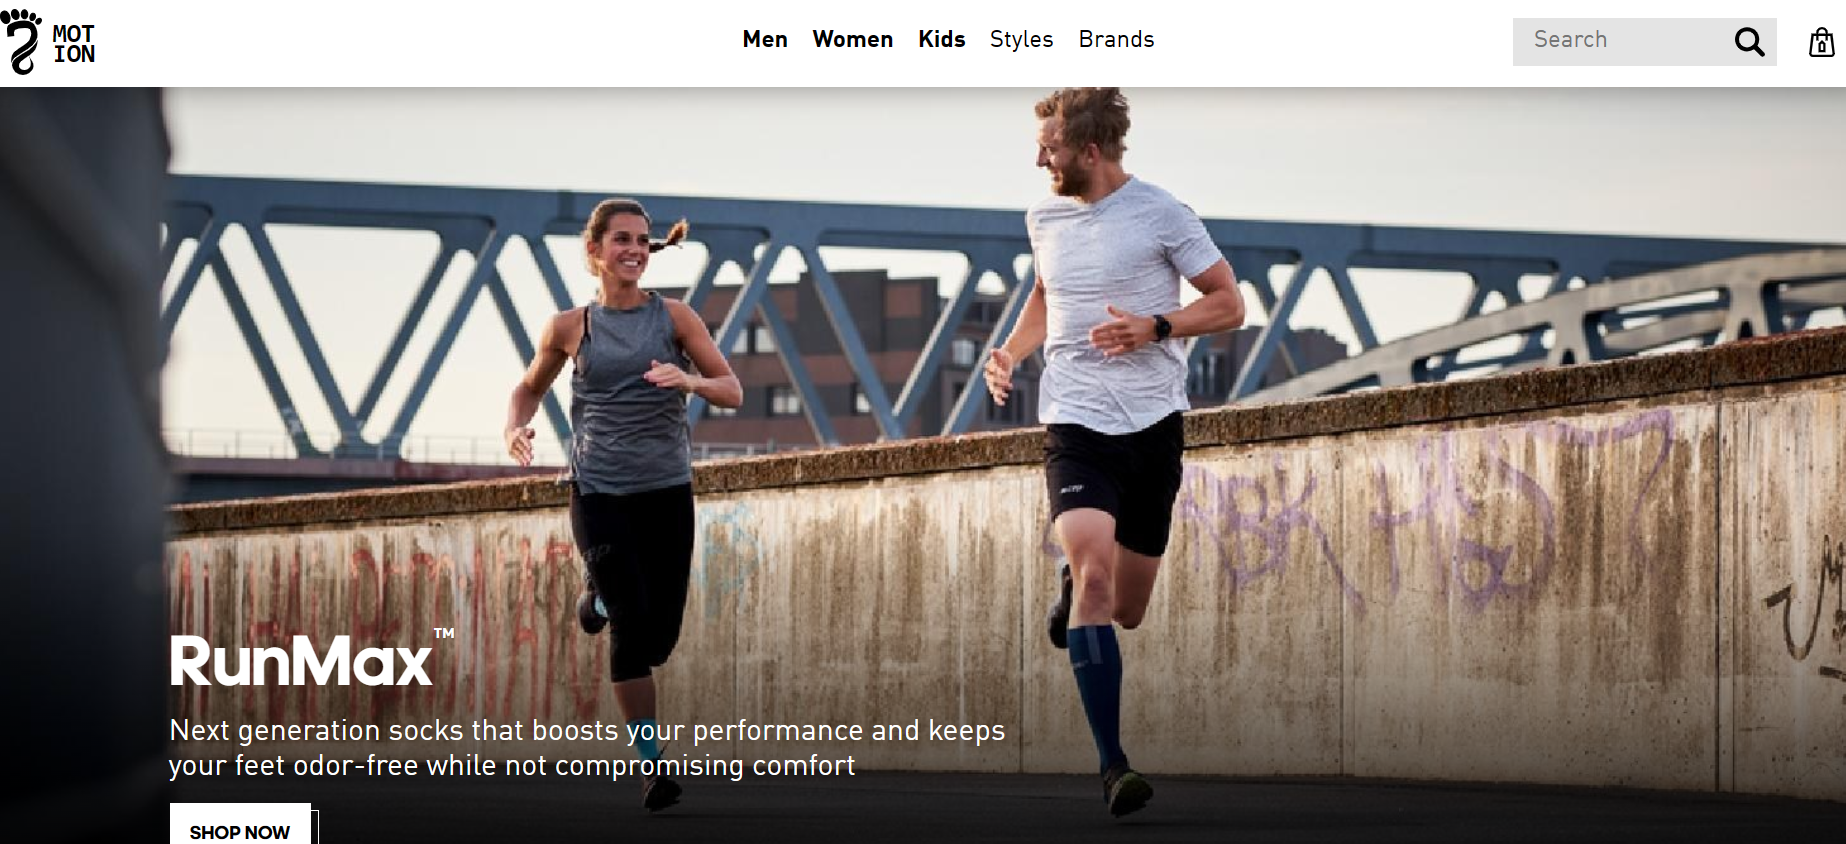 MOT
ION
Men Women Kids Styles Brands
Search
0
RunMax™
Next generation socks that boosts your performance and keeps
your feet odor-free while not compromising comfort
SHOP NOW